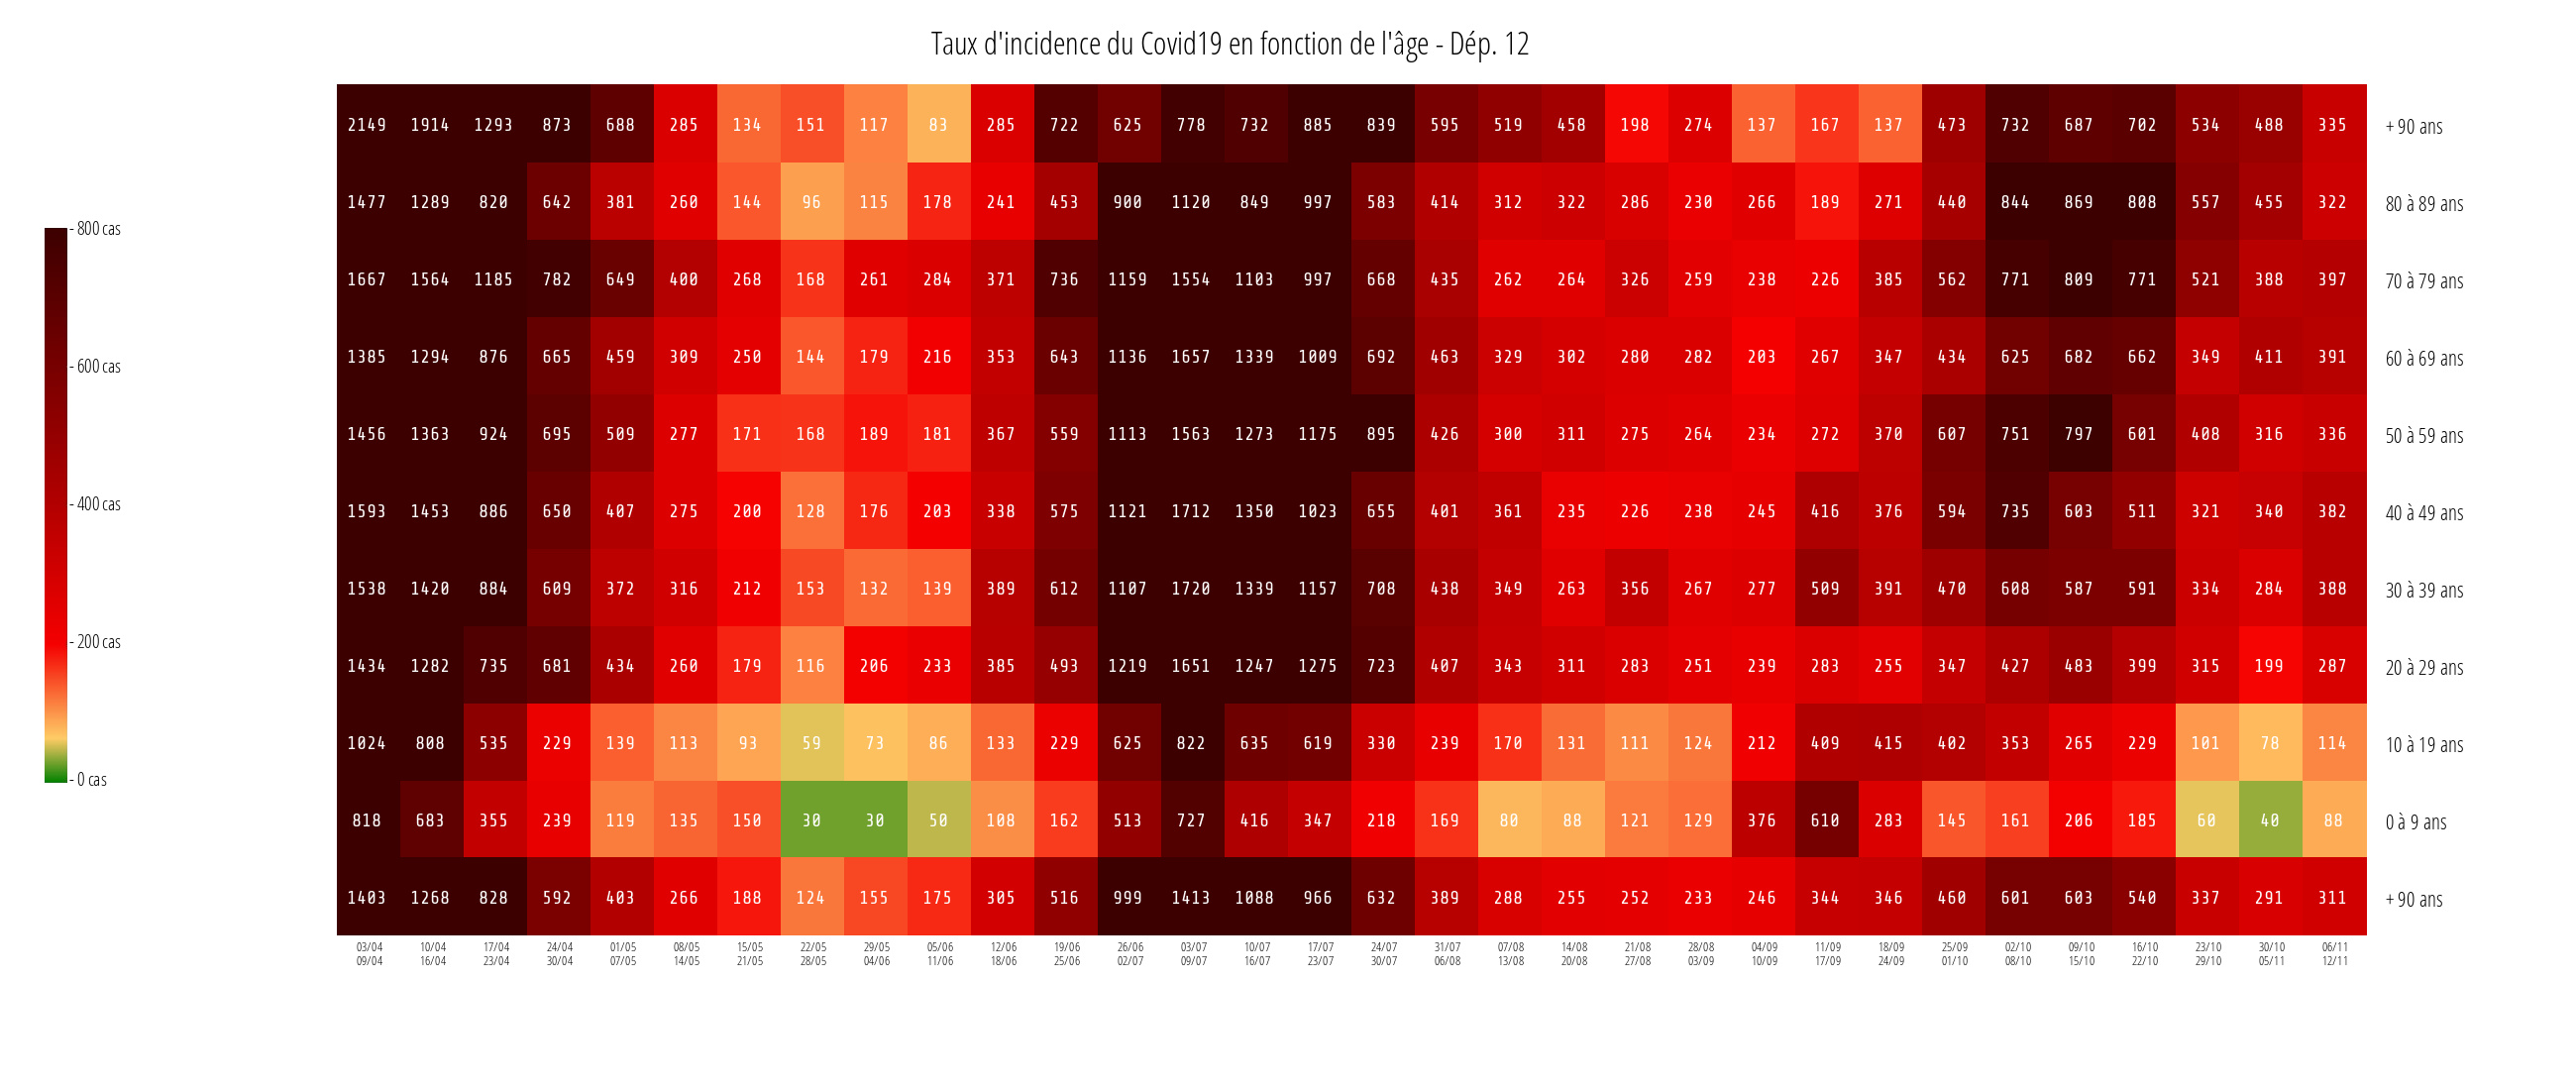 Taux d'incidence du Covid19 en fonction de l'âge - Dép. 12
- 800 cas
- 600 cas
- 400 cas
- 200 cas
- 0 cas
2149 1914 1293 873 688 285 134 151 117 83 285 722 625 778 732 885 839 595 519 458 198 274 137 167 137 473 732 687 702 534 488 335 + 90 ans
1477 1289 820 642 381 260 144 96 115 178 241 453 900 1120 849 997 583 414 312 322 286 230 266 189 271 440 844 869 808 557 455 322 80 à 89 ans
1667 1564 1185 782 649 400 268 168 261 284 371 736 1159 1554 1103 997 668 435 262 264 326 259 238 226 385 562 771 809 771 521 388 397 70 à 79 ans
1385 1294 876 665 459 309 250 144 179 216 353 643 1136 1657 1339 1009 692 463 329 302 280 282 203 267 347 434 625 682 662 349 411 391 60 à 69 ans
1456 1363 924 695 509 277 171 168 189 181 367 559 1113 1563 1273 1175 895 426 300 311 275 264 234 272 370 607 751 797 601 408 316 336 50 à 59 ans
1593 1453 886 650 407 275 200 128 176 203 338 575 1121 1712 1350 1023 655 401 361 235 226 238 245 416 376 594 735 603 511 321 340 382 40 à 49 ans
1538 1420 884 609 372 316 212 153 132 139 389 612 1107 1720 1339 1157 708 438 349 263 356 267 277 509 391 470 608 587 591 334 284 388 30 à 39 ans
1434 1282 735 681 434 260 179 116 206 233 385 493 1219 1651 1247 1275 723 407 343 311 283 251 239 283 255 347 427 483 399 315 199 287 20 à 29 ans
1024 808 535 229 139 113 93 59 73 86 133 229 625 822 635 619 330 239 170 131 111 124 212 409 415 402 353 265 229 101 78 114 10 à 19 ans
818 683 355 239 119 135 150 30 30 50 108 162 513 727 416 347 218 169 80 88 121 129 376 610 283 145 161 206 185 60 40 88 0 à 9 ans
1403 1268 828 592 403 266 188 124 155 175 305 516 999 1413 1088 966 632 389 288 255 252 233 246 344 346 460 601 603 540 337 291 311 + 90 ans
03/04 10/04 17/04 24/04 01/05 08/05 15/05 22/05 29/05 05/06 12/06 19/06 26/06 03/07 10/07 17/07 24/07 31/07 07/08 14/08 21/08 28/08 04/09 11/09 18/09 25/09 02/10 09/10 16/10 23/10 30/10 06/11
09/04 16/04 23/04 30/04 07/05 14/05 21/05 28/05 04/06 11/06 18/06 25/06 02/07 09/07 16/07 23/07 30/07 06/08 13/08 20/08 27/08 03/09 10/09 17/09 24/09 01/10 08/10 15/10 22/10 29/10 05/11 12/11